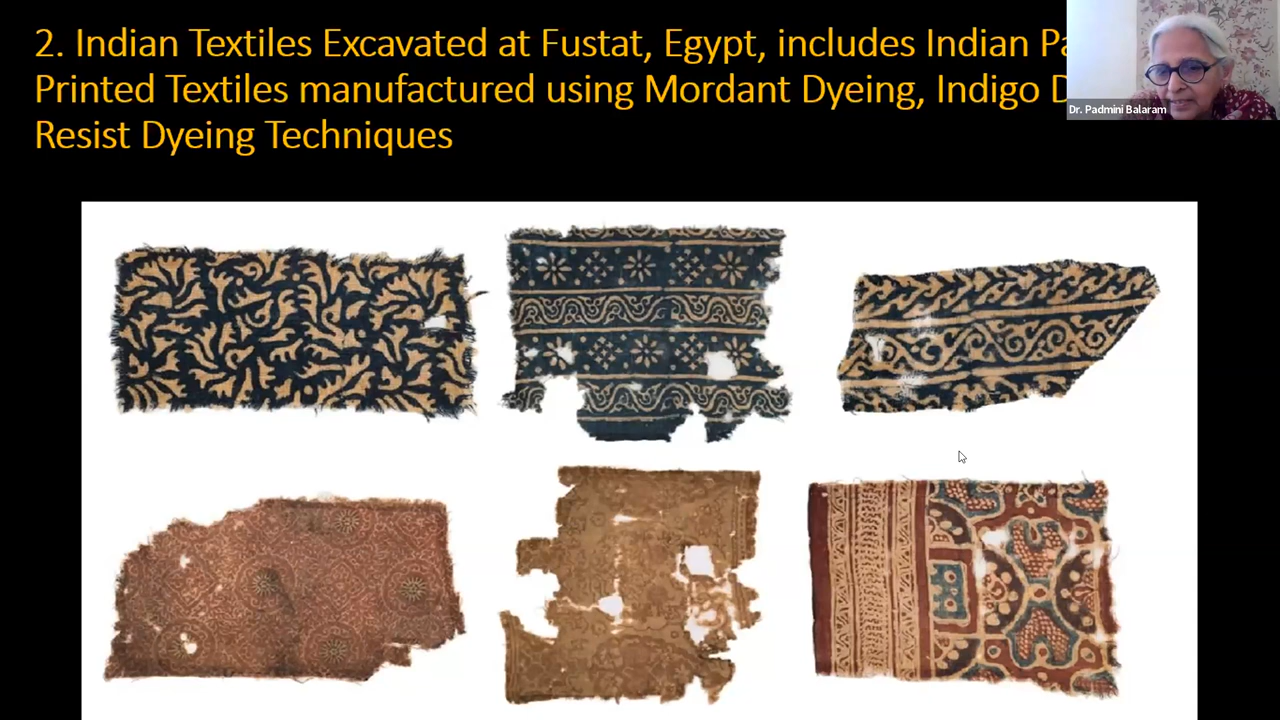 2. Indian Textiles Excavated at Fustat, Egypt, includes Indian
Printed Textiles manufactured using Mordant Dyeing, Indigo
Resist Dyeing Techniques
Dr. Padmini Balaram